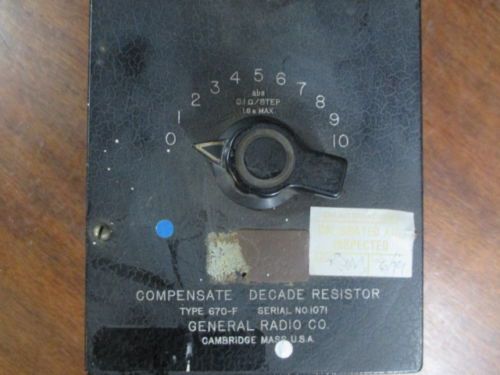 0 1 2 3 4 5 6 7 8 9 10
abs
0.1 Ω/STEP
1.6 a MAX.
CALIBRATED AND
INSPECTED
COMPENSATE DECADE RESISTOR
TYPE 670-F SERIAL NO. 1071
GENERAL RADIO CO.
CAMBRIDGE MASS. U.S.A.